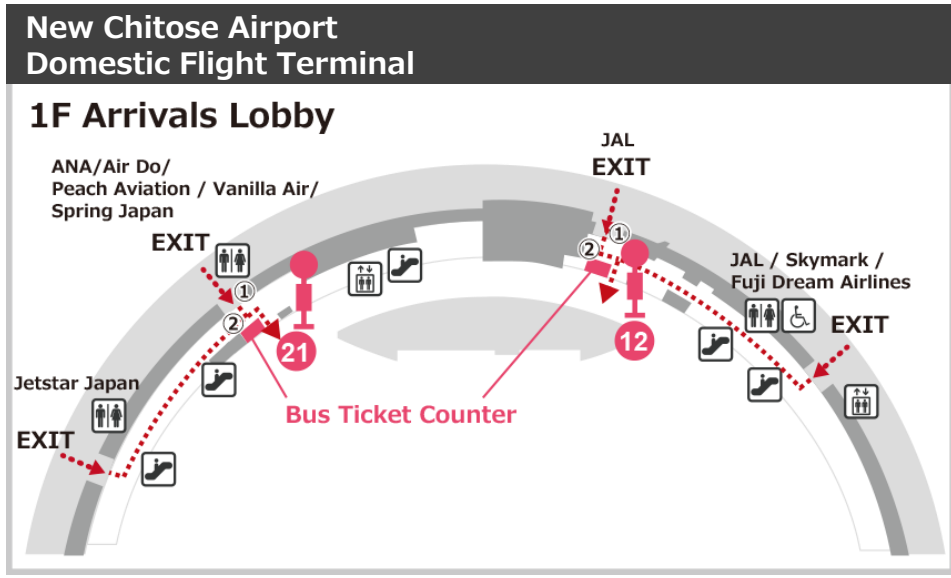 New Chitose Airport
Domestic Flight Terminal
1F Arrivals Lobby
JAL
EXIT
ANA/Air Do/
Peach Aviation / Vanilla Air/
Spring Japan
EXIT
①
②
①
②
JAL / Skymark /
Fuji Dream Airlines
EXIT
21
12
Jetstar Japan
EXIT
Bus Ticket Counter